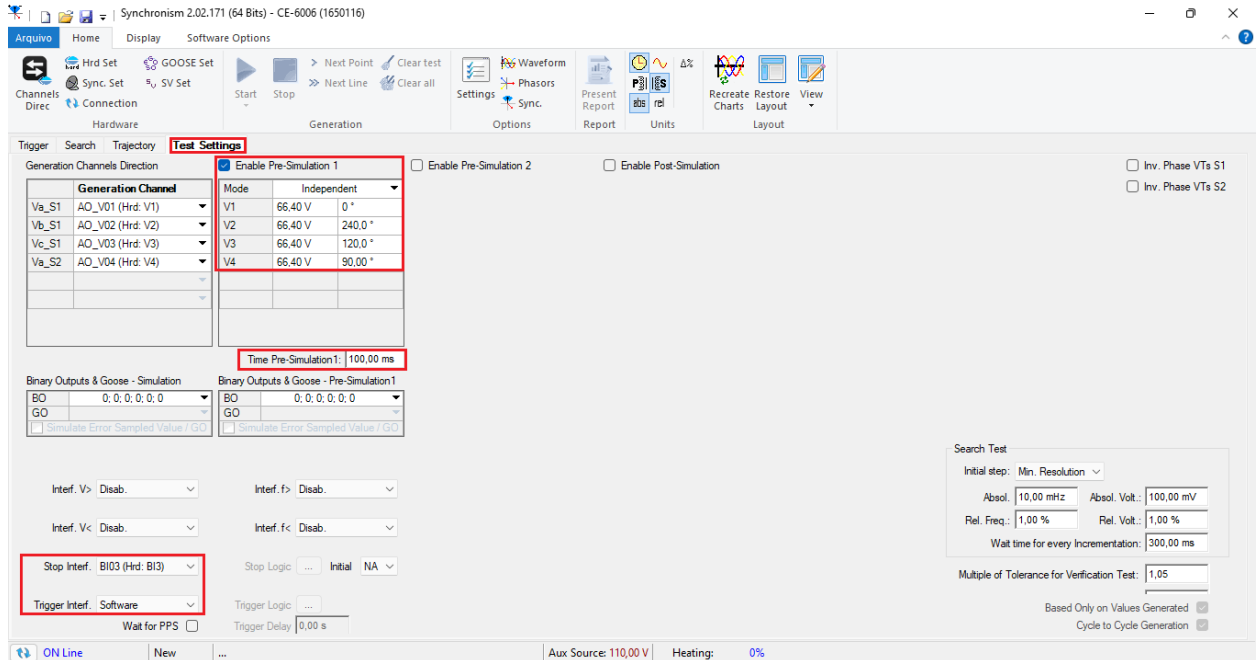 Synchronism 2.02.171 (64 Bits) - CE-6006 (1650116)
Arquivo Home Display Software Options
Hrd Set GOOSE Set Next Point Clear test Waveform Δ%
Sync. Set SV Set Next Line Clear all Phasors
Connection Sync.
Channels Direc Start Stop Settings Present Report abs rel Recreate Charts Restore Layout View
Hardware Generation Options Report Units Layout
Trigger Search Trajectory Test Settings
Generation Channels Direction Enable Pre-Simulation 1 Enable Pre-Simulation 2 Enable Post-Simulation Inv. Phase VTs S1
Inv. Phase VTs S2
Generation Channel Mode Independent
Va_S1 AO_V01 (Hrd: V1) V1 66,40 V 0 °
Vb_S1 AO_V02 (Hrd: V2) V2 66,40 V 240,0 °
Vc_S1 AO_V03 (Hrd: V3) V3 66,40 V 120,0 °
Va_S2 AO_V04 (Hrd: V4) V4 66,40 V 90,00 °
Time Pre-Simulation1: 100,00 ms
Binary Outputs & Goose - Simulation Binary Outputs & Goose - Pre-Simulation1
BO 0; 0; 0; 0; 0; 0 BO 0; 0; 0; 0; 0; 0
GO GO
Simulate Error Sampled Value / GO Simulate Error Sampled Value / GO
Search Test
Initial step: Min. Resolution
Interf. V> Disab. Interf. f> Disab. Absol. 10,00 mHz Absol. Volt.: 100,00 mV
Interf. V< Disab. Interf. f< Disab. Rel. Freq.: 1,00 % Rel. Volt.: 1,00 %
Wait time for every Incrementation: 300,00 ms
Stop Interf. BI03 (Hrd: BI3) Stop Logic ... Initial NA Multiple of Tolerance for Verification Test: 1,05
Trigger Interf. Software Trigger Logic ... Based Only on Values Generated
Wait for PPS Trigger Delay 0,00 s Cycle to Cycle Generation
ON Line New ... Aux Source: 110,00 V Heating: 0%